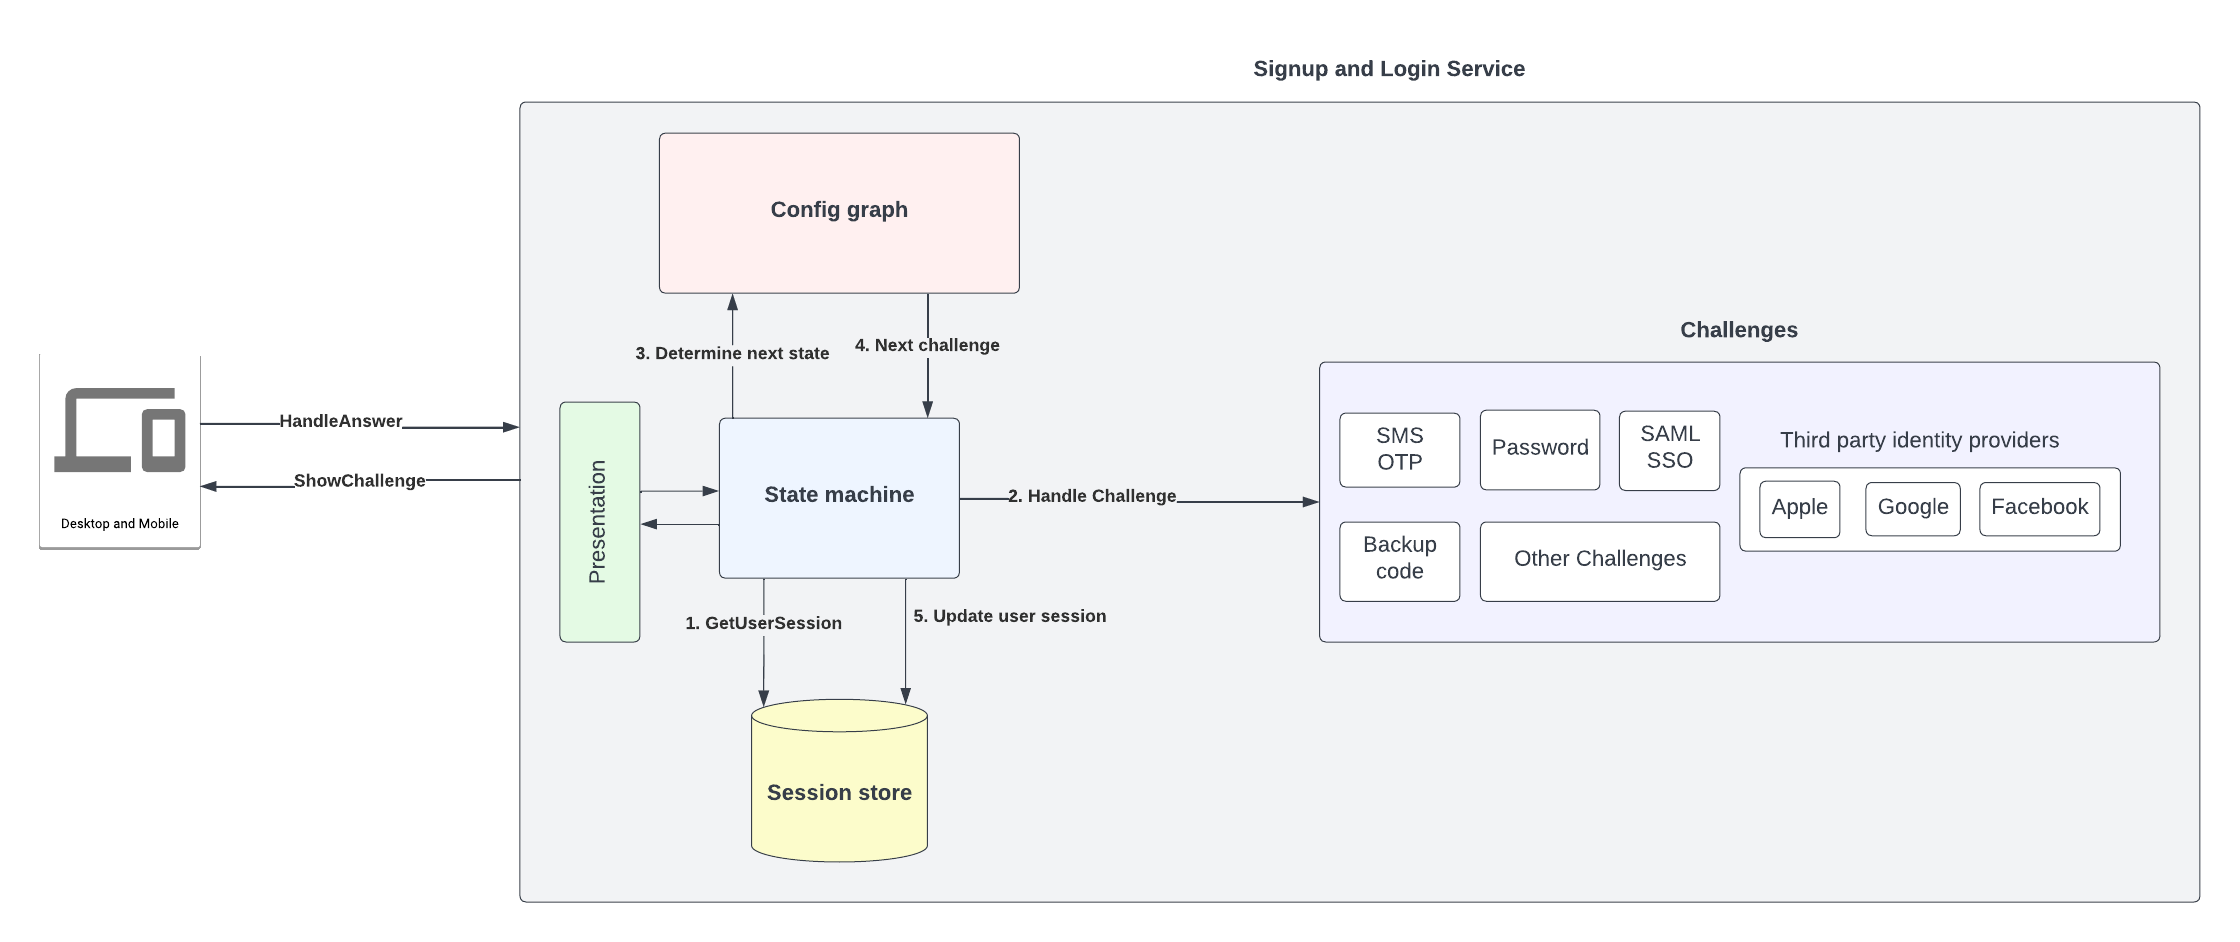 Signup and Login Service
Config graph
3. Determine next state
4. Next challenge
Challenges
HandleAnswer
ShowChallenge
Desktop and Mobile
Presentation
State machine
2. Handle Challenge
SMS
OTP
Password
SAML
SSO
Third party identity providers
Apple
Google
Facebook
Backup
code
Other Challenges
1. GetUserSession
5. Update user session
Session store